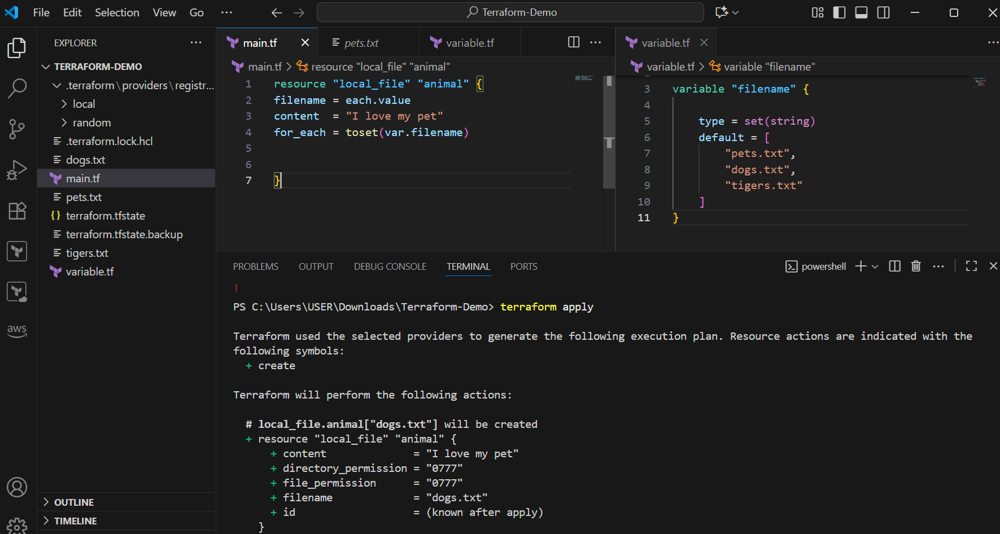 File Edit Selection View Go ··· Terraform-Demo
EXPLORER ···
TERRAFORM-DEMO
.terraform\providers\registr...
local
random
.terraform.lock.hcl
dogs.txt
main.tf
pets.txt
{} terraform.tfstate
terraform.tfstate.backup
tigers.txt
variable.tf
OUTLINE
TIMELINE
aws
main.tf pets.txt variable.tf
main.tf > resource "local_file" "animal"
1 resource "local_file" "animal" {
2 filename = each.value
3 content  = "I love my pet"
4 for_each = toset(var.filename)
5
6
7 }
variable.tf
variable.tf > variable "filename"
3 variable "filename" {
4
5     type = set(string)
6     default = [
7         "pets.txt",
8         "dogs.txt",
9         "tigers.txt"
10     ]
11 }
PROBLEMS OUTPUT DEBUG CONSOLE TERMINAL PORTS powershell
PS C:\Users\USER\Downloads\Terraform-Demo> terraform apply
Terraform used the selected providers to generate the following execution plan. Resource actions are indicated with the
following symbols:
  + create
Terraform will perform the following actions:
  # local_file.animal["dogs.txt"] will be created
  + resource "local_file" "animal" {
      + content              = "I love my pet"
      + directory_permission = "0777"
      + file_permission      = "0777"
      + filename             = "dogs.txt"
      + id                   = (known after apply)
    }